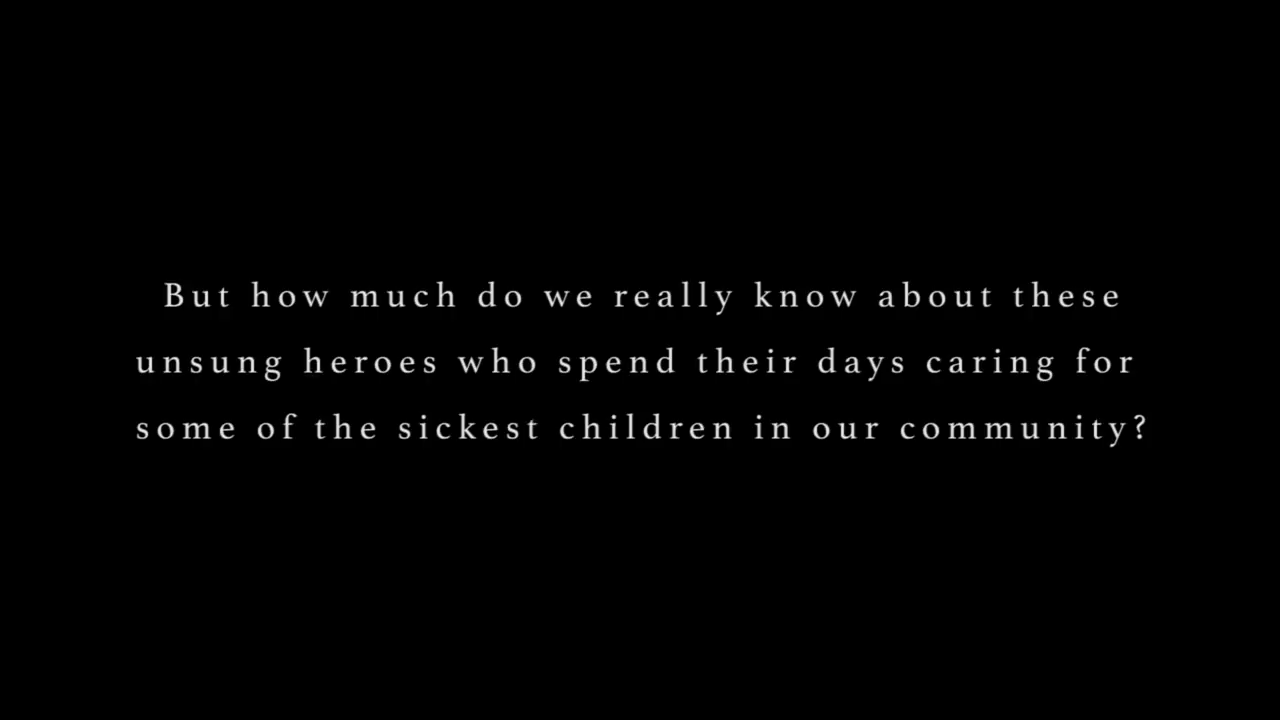 But how much do we really know about these
unsung heroes who spend their days caring for
some of the sickest children in our community?